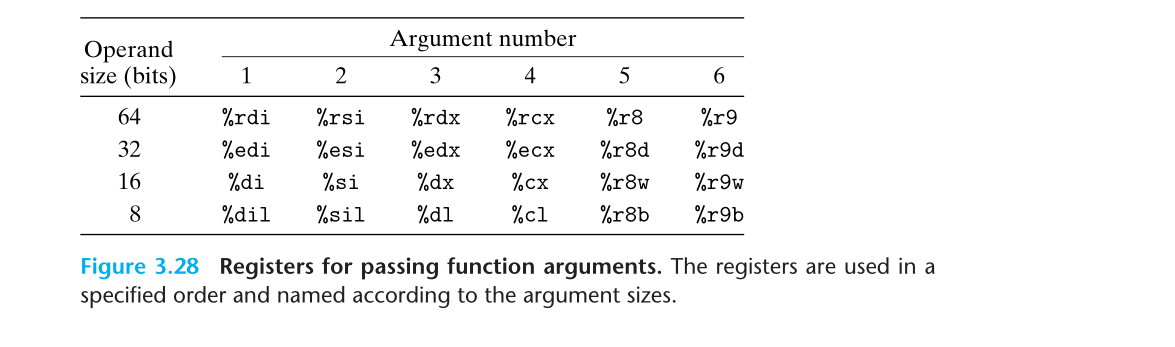 Argument number
Operand
size (bits) 1 2 3 4 5 6
64 %rdi %rsi %rdx %rcx %r8 %r9
32 %edi %esi %edx %ecx %r8d %r9d
16 %di %si %dx %cx %r8w %r9w
8 %dil %sil %dl %cl %r8b %r9b
Figure 3.28 Registers for passing function arguments. The registers are used in a
specified order and named according to the argument sizes.